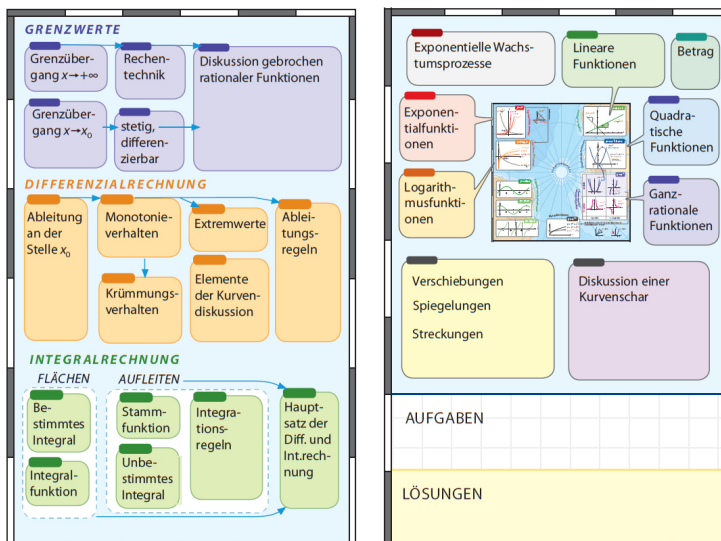 GRENZWERTE
Grenzüber-
gang x→+∞
Rechen-
technik
Diskussion gebrochen
rationaler Funktionen
Grenzüber-
gang x→x₀
stetig,
differen-
zierbar
DIFFERENZIALRECHNUNG
Ableitung
an der
Stelle x₀
Monotonie-
verhalten
Krümmungs-
verhalten
Extremwerte
Elemente
der Kurven-
diskussion
Ableitungs-
regeln
INTEGRALRECHNUNG
FLÄCHEN
AUFLEITEN
Be-
stimmtes
Integral
Integral-
funktion
Stamm-
funktion
Unbe-
stimmtes
Integral
Integra-
tions-
regeln
Haupt-
satz der
Diff. und
Int.rech-
nung
Exponentielle Wachs-
tumsprozesse
Lineare
Funktionen
Betrag
Expo­nen-
tialfunkti-
onen
Quadra-
tische
Funktionen
Logarith-
musfunkti-
onen
Ganz-
rationale
Funktionen
Verschiebungen
Spiegelungen
Streckungen
Diskussion einer
Kurvenschar
AUFGABEN
LÖSUNGEN